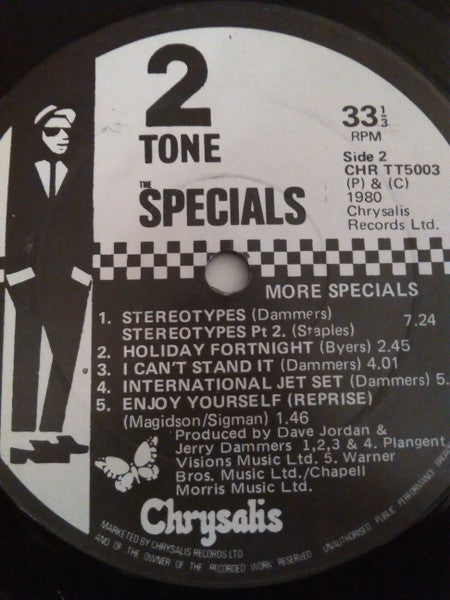 2
TONE
33 1/3
RPM
Side 2
CHR TT5003
(P) & (C)
1980
Chrysalis
Records Ltd.
THE SPECIALS
MORE SPECIALS
1. STEREOTYPES (Dammers)
STEREOTYPES Pt 2. (Staples) 7.24
2. HOLIDAY FORTNIGHT (Byers) 2.45
3. I CAN'T STAND IT (Dammers) 4.01
4. INTERNATIONAL JET SET (Dammers) 5.
5. ENJOY YOURSELF (REPRISE)
(Magidson/Sigman) 1.46
Produced by Dave Jordan &
Jerry Dammers 1,2,3 & 4. Plangent
Visions Music Ltd. 5. Warner
Bros. Music Ltd./Chapell
Morris Music Ltd.
Chrysalis
MARKETED BY CHRYSALIS RECORDS LTD
AND OF THE OWNER OF THE RECORDED WORK RESERVED. UNAUTHORISED PUBLIC PERFORMANCE